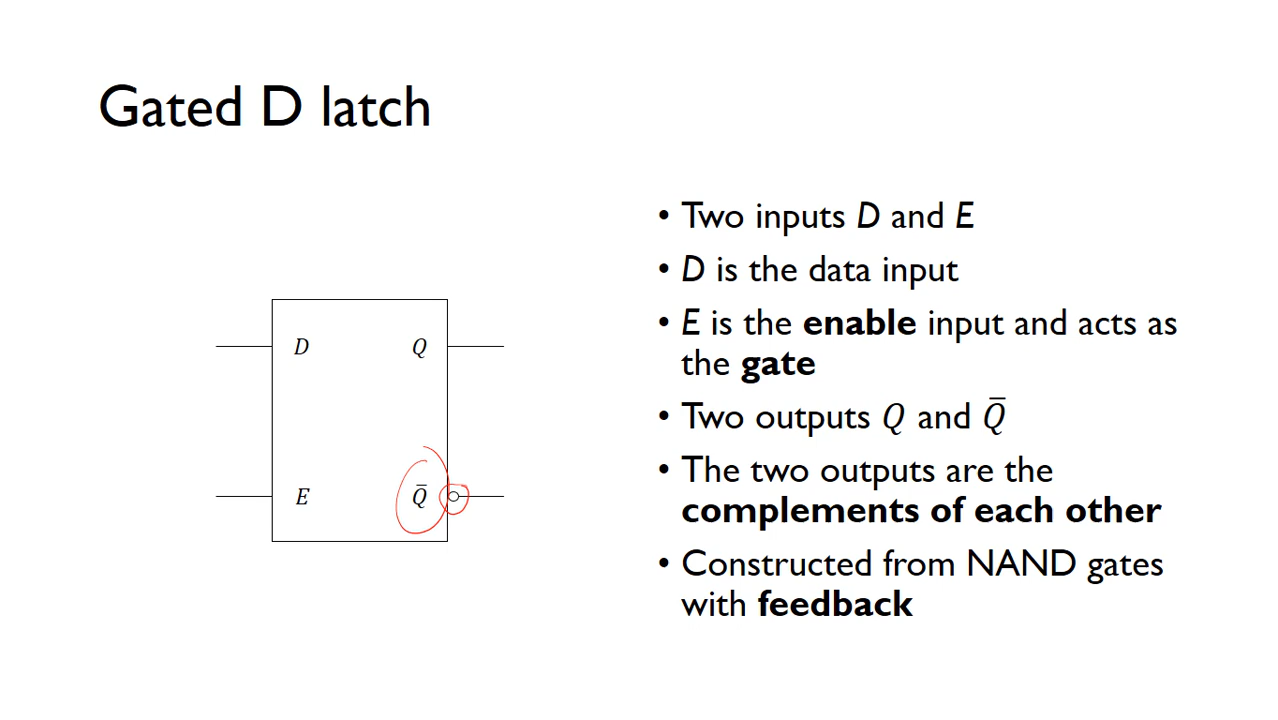 Gated D latch
• Two inputs D and E
• D is the data input
• E is the enable input and acts as
the gate
• Two outputs Q and Q̅
• The two outputs are the
complements of each other
• Constructed from NAND gates
with feedback
D Q
E Q̅